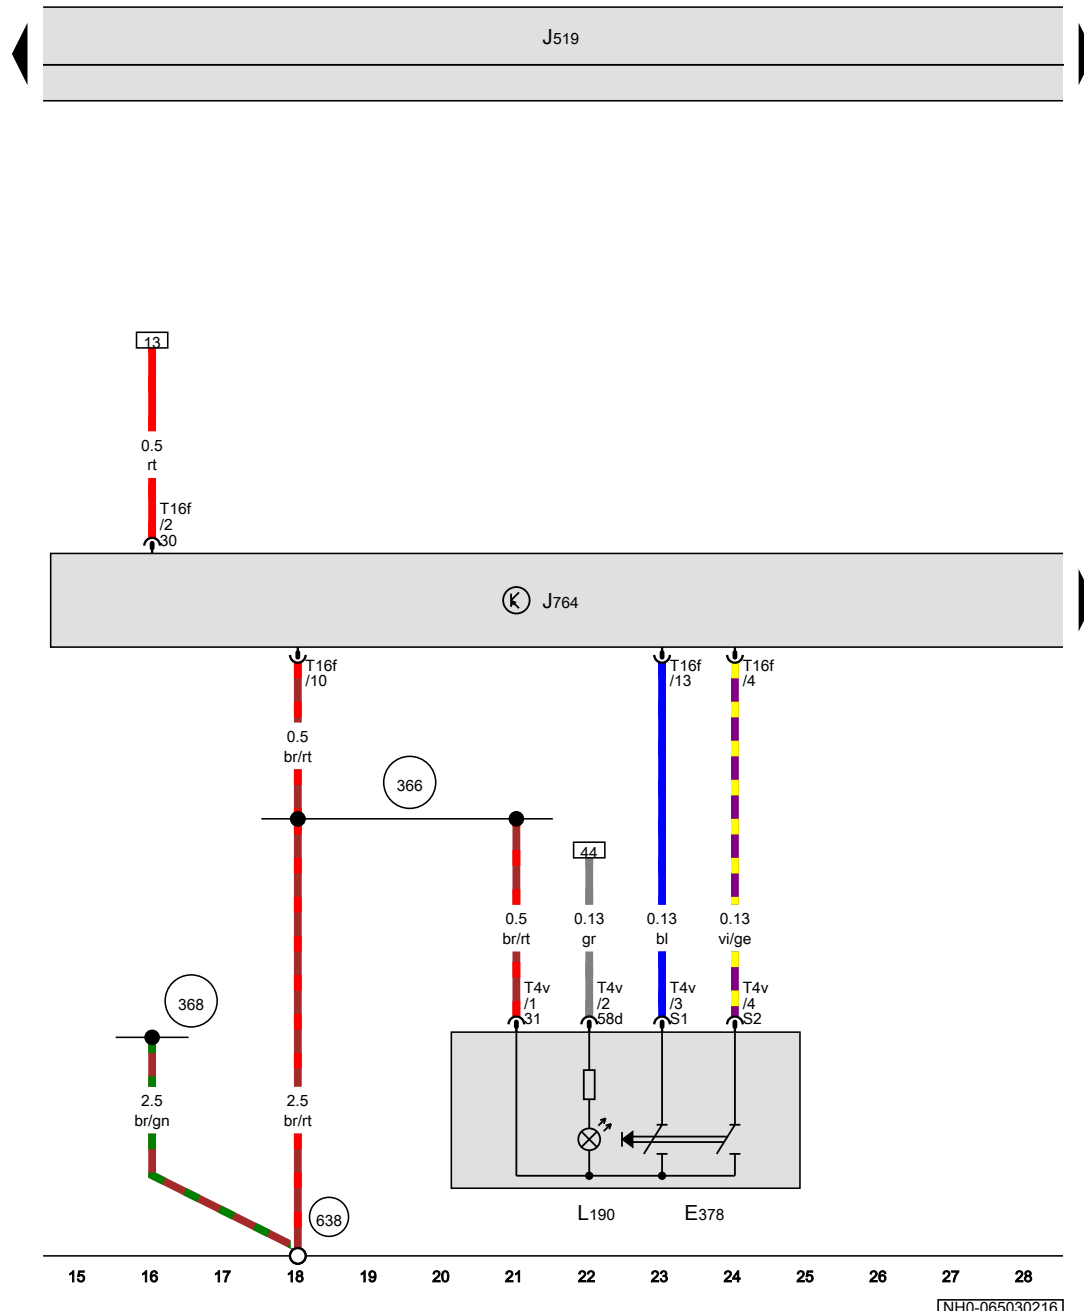 J519
13
0.5
rt
T16f
/2
30
J764
T16f
/10
T16f
/13
T16f
/4
0.5
br/rt
366
44
0.5
br/rt
0.13
gr
0.13
bl
0.13
vi/ge
T4v
/1
31
T4v
/2
58d
T4v
/3
S1
T4v
/4
S2
368
2.5
br/gn
2.5
br/rt
638
L190
E378
15 16 17 18 19 20 21 22 23 24 25 26 27 28
NH0-065030216